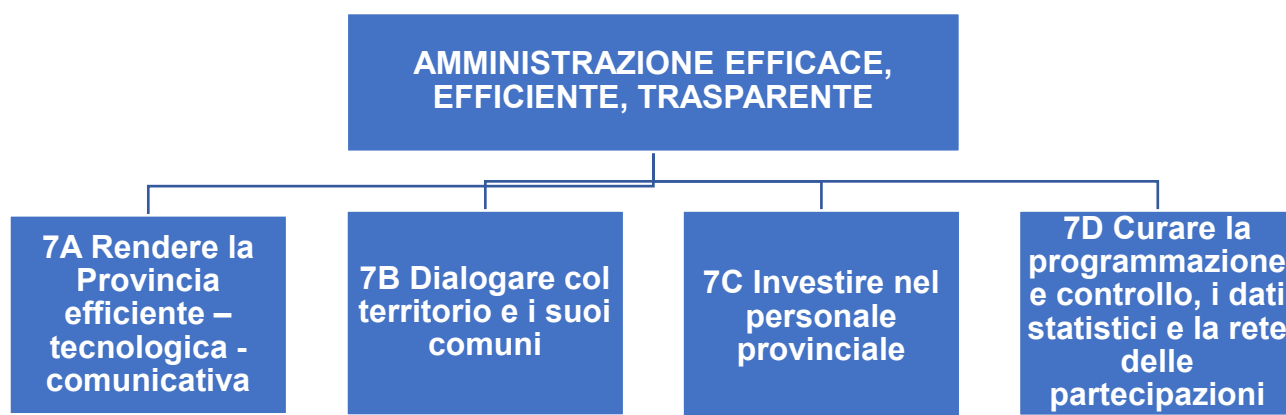 AMMINISTRAZIONE EFFICACE,
EFFICIENTE, TRASPARENTE
7A Rendere la
Provincia
efficiente –
tecnologica -
comunicativa
7B Dialogare col
territorio e i suoi
comuni
7C Investire nel
personale
provinciale
7D Curare la
programmazione
e controllo, i dati
statistici e la rete
delle
partecipazioni